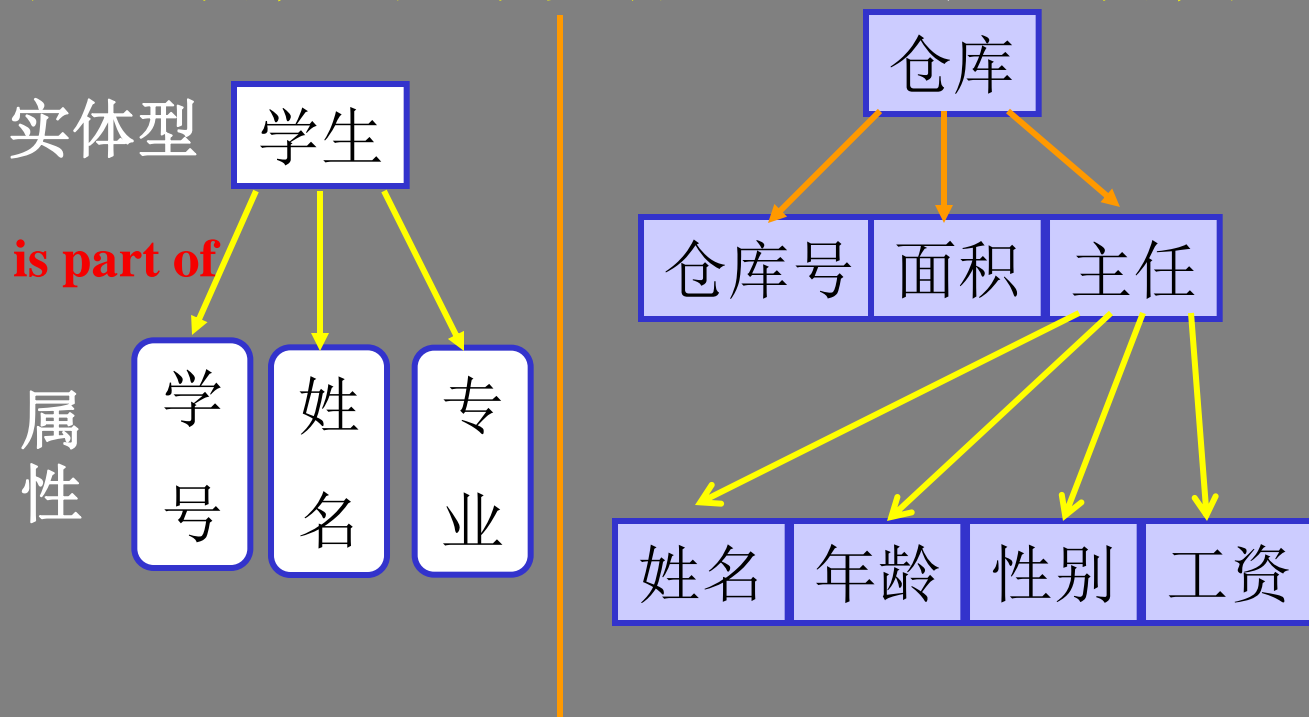 实体型
学生
is part of
属性
学号
姓名
专业
仓库
仓库号
面积
主任
姓名
年龄
性别
工资